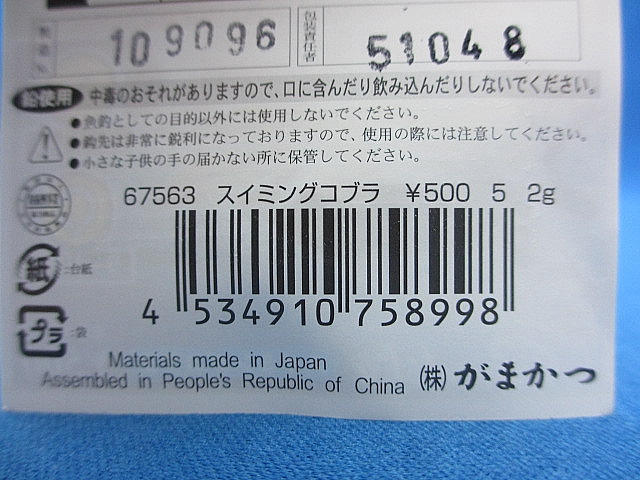 109096
包装責任者
51048
鉛使用 中毒のおそれがありますので、口に含んだり飲み込んだりしないでください。
●魚釣としての目的以外には使用しないでください。
●鈎先は非常に鋭利になっておりますので、使用の際には注意してください。
●小さな子供の手の届かない所に保管してください。
67563 スイミングコブラ ¥500 5 2g
4 534910 758998
紙 :台紙
プラ :袋
Materials made in Japan
Assembled in People's Republic of China
(株)がまかつ